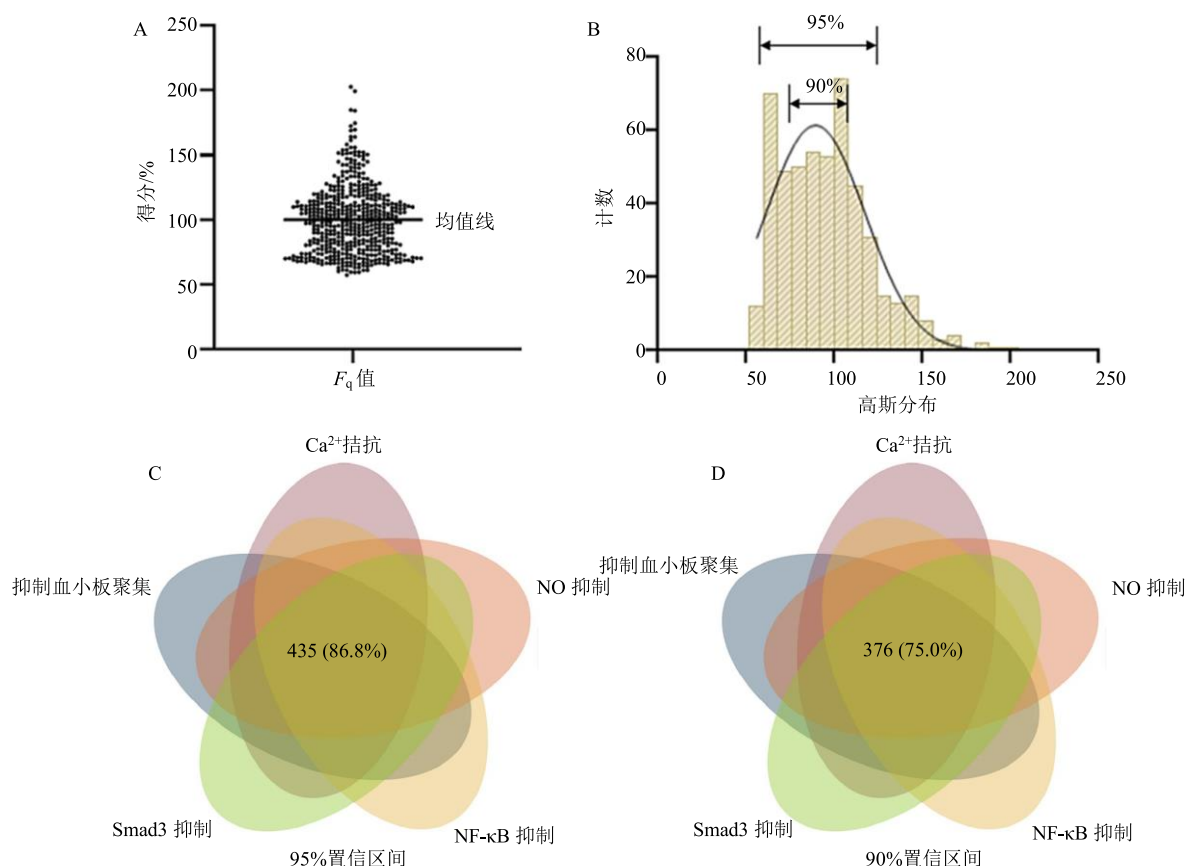 A
250
200
150
100
50
0
得分/%
均值线
Fq 值
B
95%
90%
80
60
40
20
0
计数
0
50
100
150
200
250
高斯分布
C
Ca²⁺拮抗
抑制血小板聚集
NO 抑制
435 (86.8%)
Smad3 抑制
NF-κB 抑制
95%置信区间
D
Ca²⁺拮抗
抑制血小板聚集
NO 抑制
376 (75.0%)
Smad3 抑制
NF-κB 抑制
90%置信区间